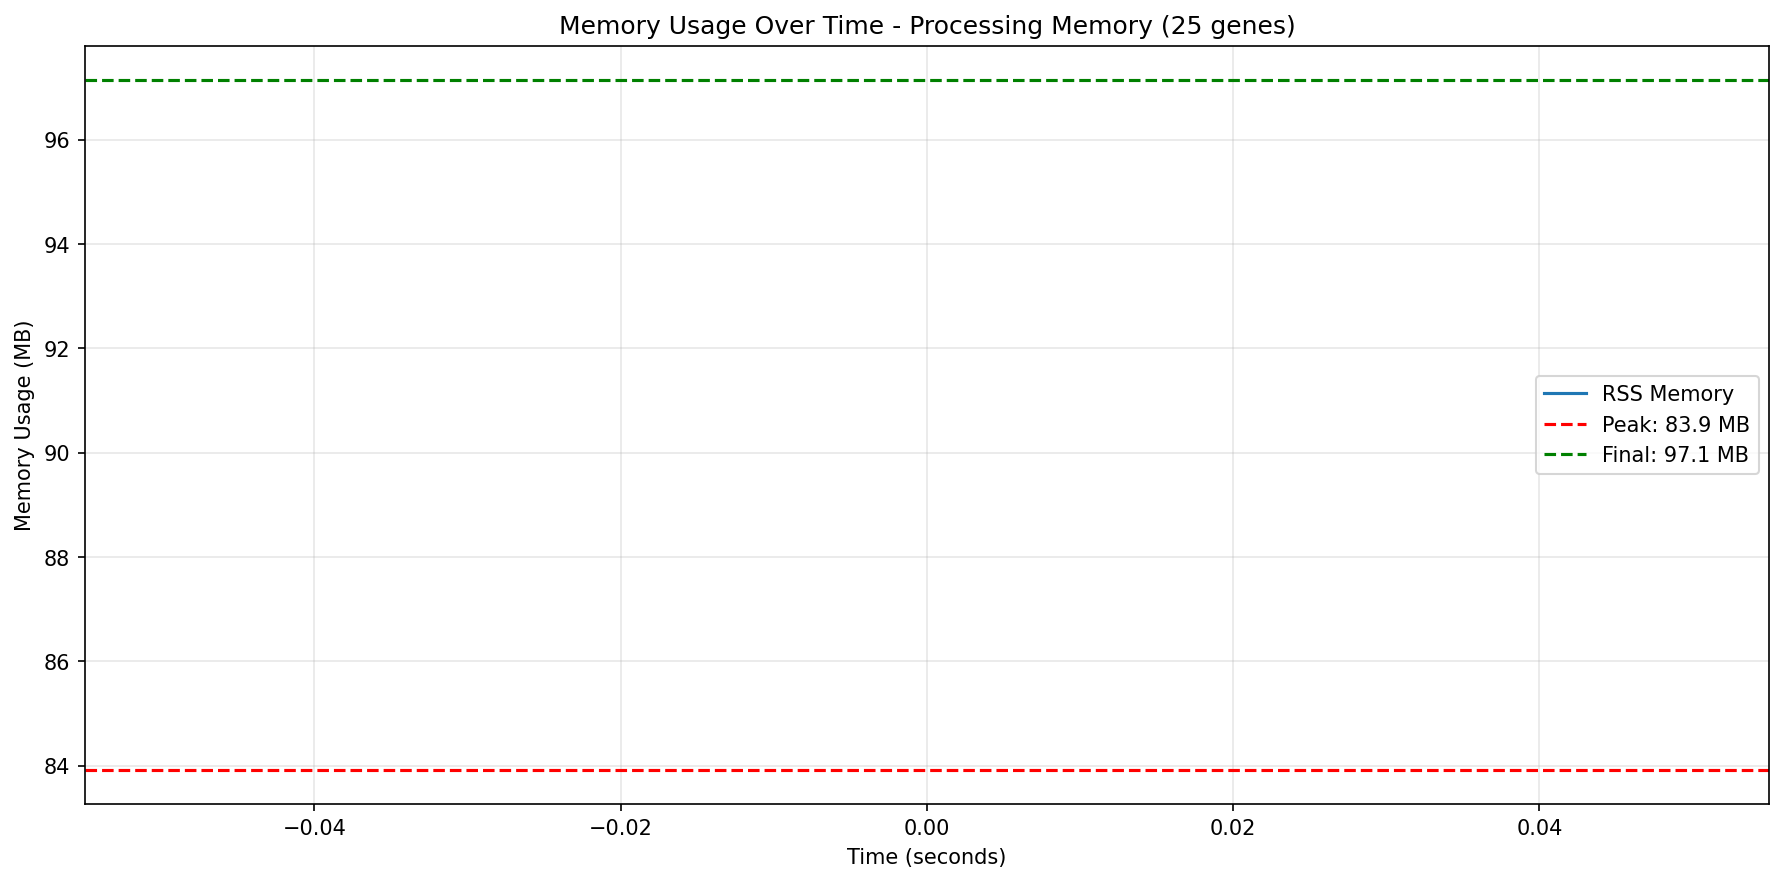 Memory Usage Over Time - Processing Memory (25 genes)
Memory Usage (MB)
96
94
92
90
88
86
84
RSS Memory
Peak: 83.9 MB
Final: 97.1 MB
−0.04
−0.02
0.00
0.02
0.04
Time (seconds)